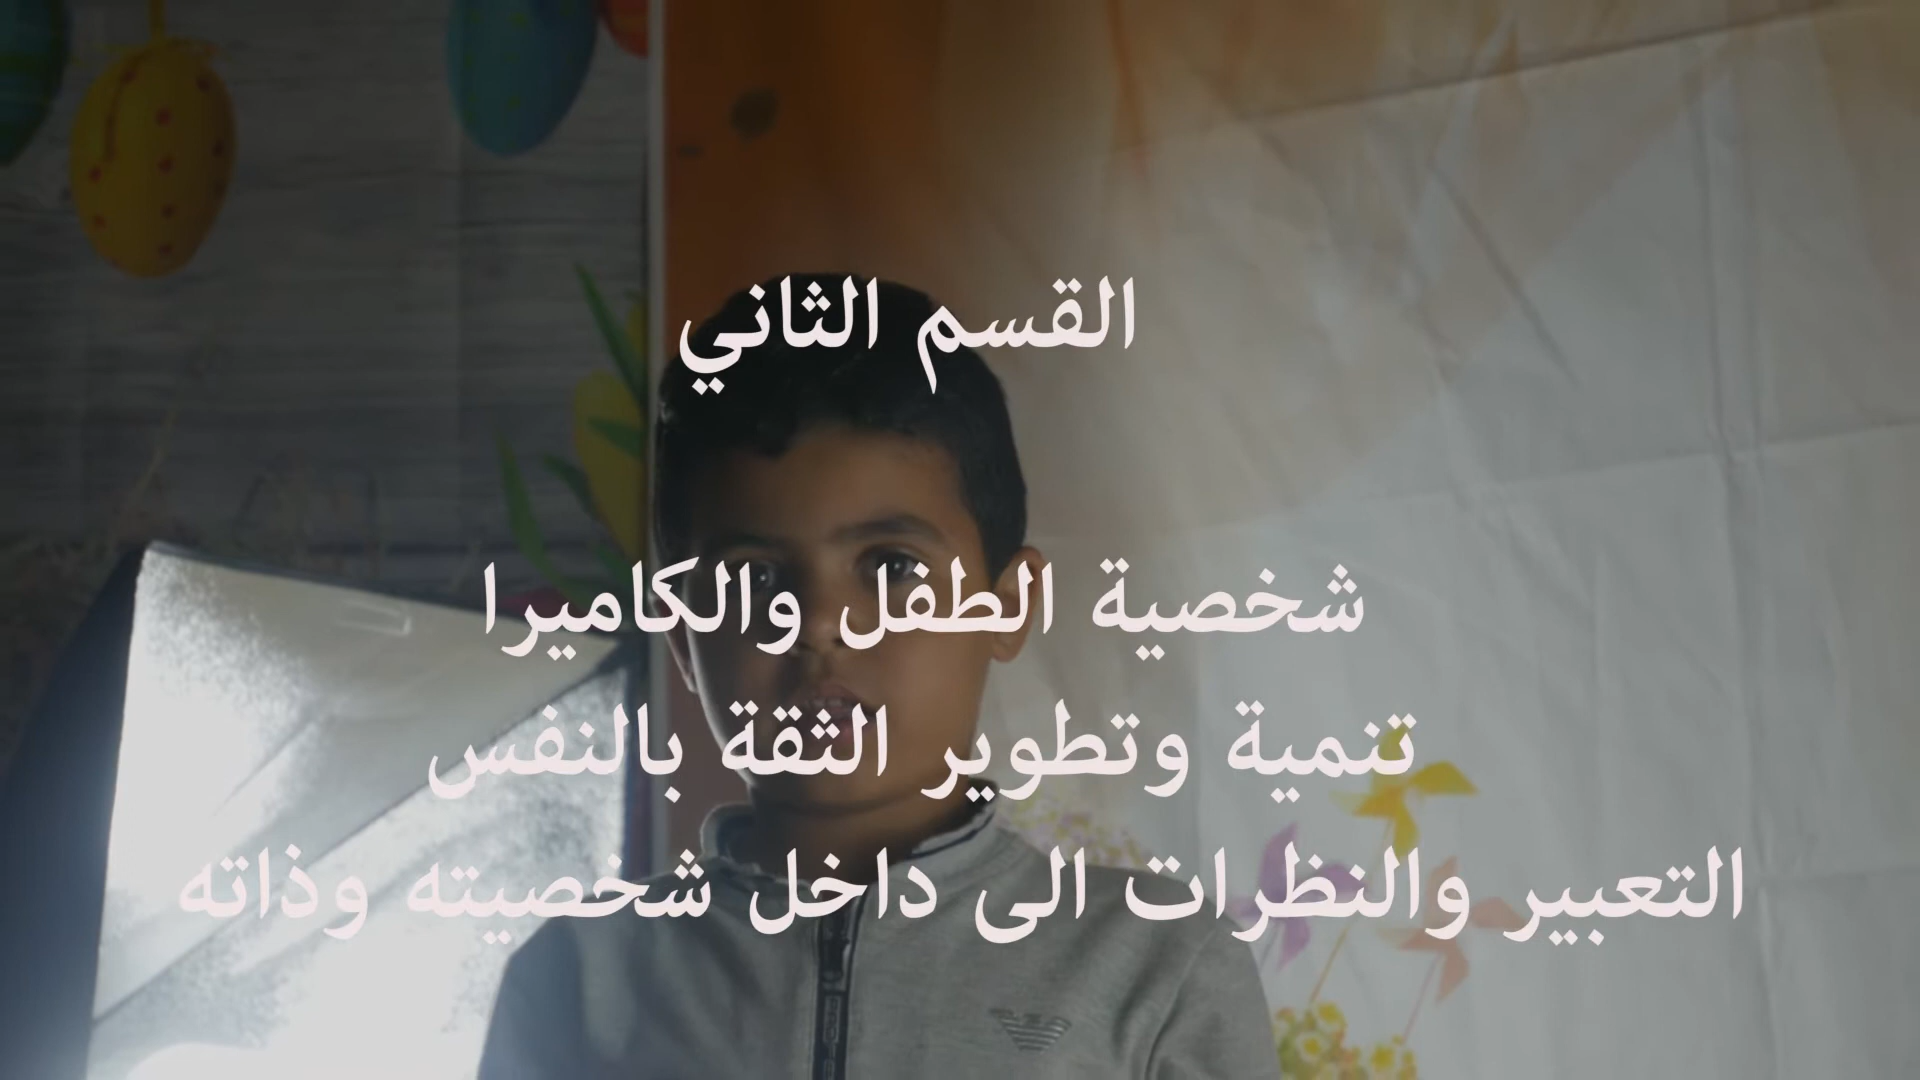 القسم الثاني
شخصية الطفل والكاميرا
تنمية وتطوير الثقة بالنفس
التعبير والنظرات الى داخل شخصيته وذاته